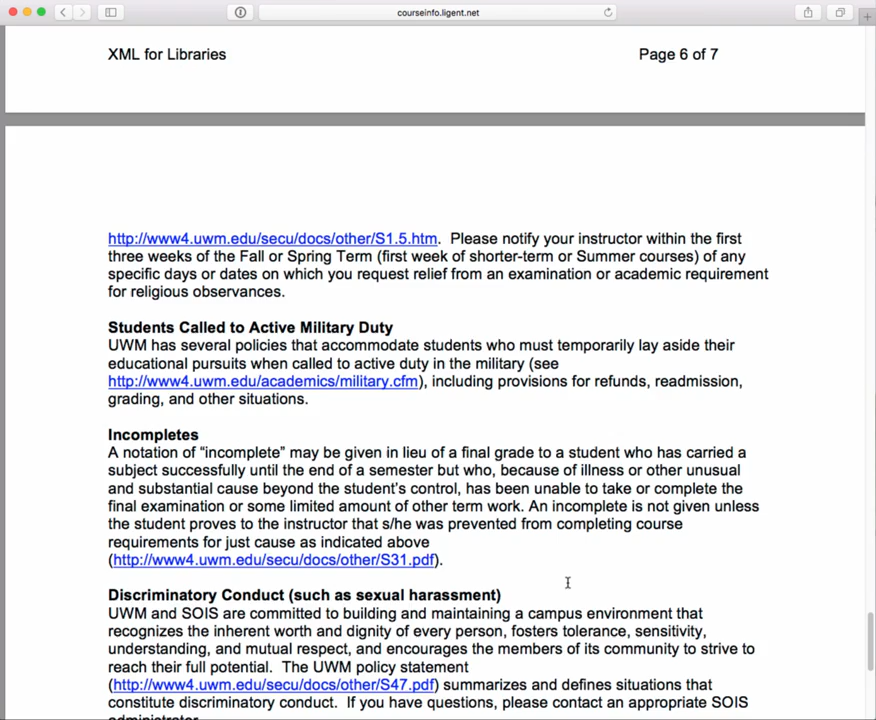 courseinfo.ligent.net
XML for Libraries Page 6 of 7
http://www4.uwm.edu/secu/docs/other/S1.5.htm. Please notify your instructor within the first
three weeks of the Fall or Spring Term (first week of shorter-term or Summer courses) of any
specific days or dates on which you request relief from an examination or academic requirement
for religious observances.
Students Called to Active Military Duty
UWM has several policies that accommodate students who must temporarily lay aside their
educational pursuits when called to active duty in the military (see
http://www4.uwm.edu/academics/military.cfm), including provisions for refunds, readmission,
grading, and other situations.
Incompletes
A notation of “incomplete” may be given in lieu of a final grade to a student who has carried a
subject successfully until the end of a semester but who, because of illness or other unusual
and substantial cause beyond the student’s control, has been unable to take or complete the
final examination or some limited amount of other term work. An incomplete is not given unless
the student proves to the instructor that s/he was prevented from completing course
requirements for just cause as indicated above
(http://www4.uwm.edu/secu/docs/other/S31.pdf).
Discriminatory Conduct (such as sexual harassment)
UWM and SOIS are committed to building and maintaining a campus environment that
recognizes the inherent worth and dignity of every person, fosters tolerance, sensitivity,
understanding, and mutual respect, and encourages the members of its community to strive to
reach their full potential. The UWM policy statement
(http://www4.uwm.edu/secu/docs/other/S47.pdf) summarizes and defines situations that
constitute discriminatory conduct. If you have questions, please contact an appropriate SOIS
administrator.